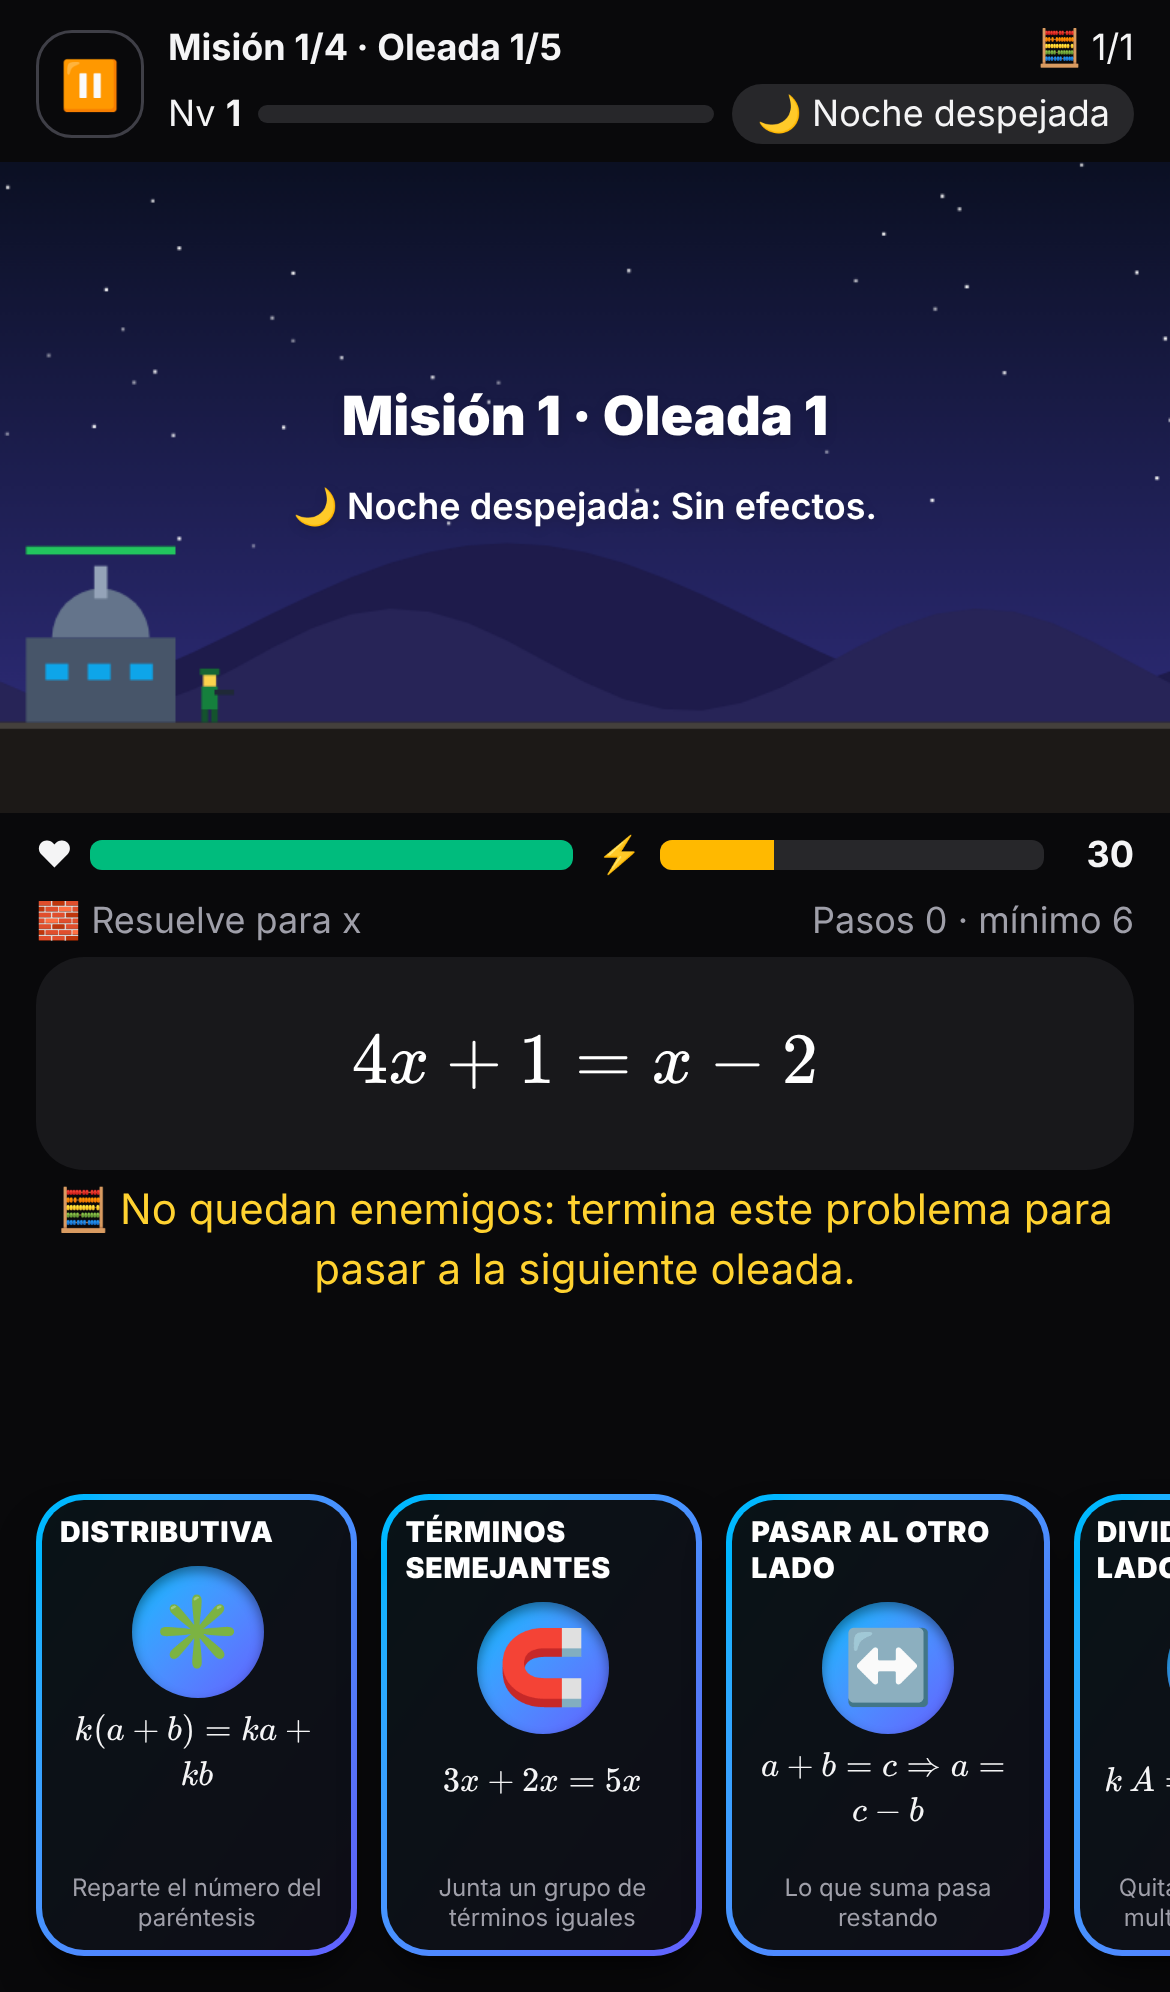 Misión 1/4 · Oleada 1/5
🧮 1/1
Nv 1
🌙 Noche despejada
Misión 1 · Oleada 1
🌙 Noche despejada: Sin efectos.
30
🧱 Resuelve para x
Pasos 0 · mínimo 6
4x + 1 = x − 2
🧮 No quedan enemigos: termina este problema para
pasar a la siguiente oleada.
DISTRIBUTIVA
k(a + b) = ka +
kb
Reparte el número del
paréntesis
TÉRMINOS
SEMEJANTES
3x + 2x = 5x
Junta un grupo de
términos iguales
PASAR AL OTRO
LADO
a + b = c ⇒ a =
c − b
Lo que suma pasa
restando
k A